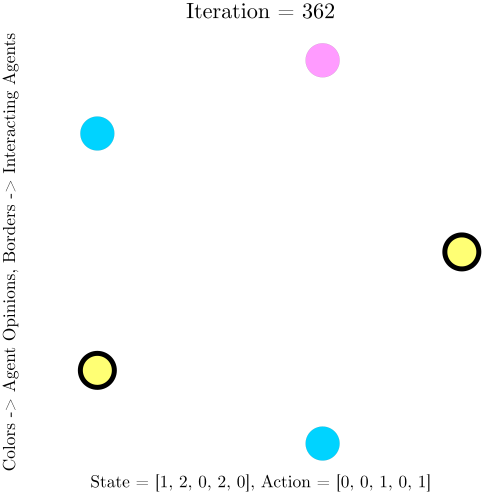 Iteration = 362
Colors -> Agent Opinions, Borders -> Interacting Agents
State = [1, 2, 0, 2, 0], Action = [0, 0, 1, 0, 1]